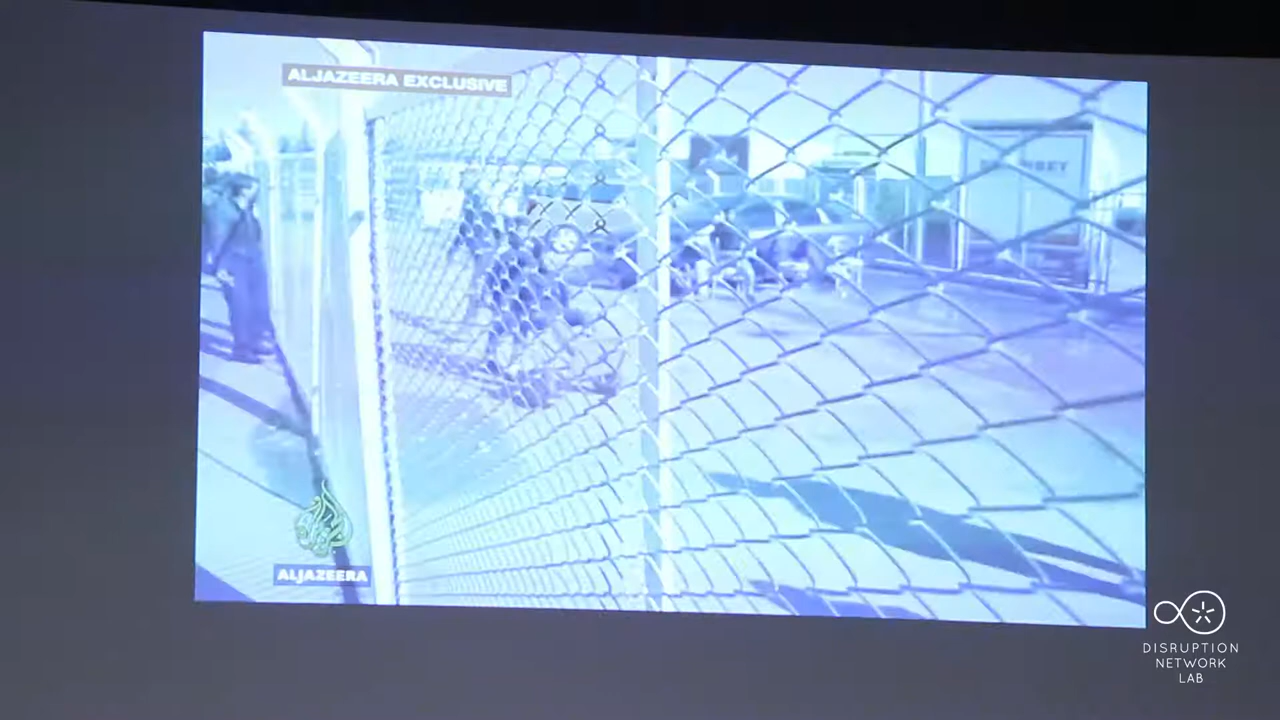 ALJAZEERA EXCLUSIVE
ALJAZEERA
DISRUPTION
NETWORK
LAB